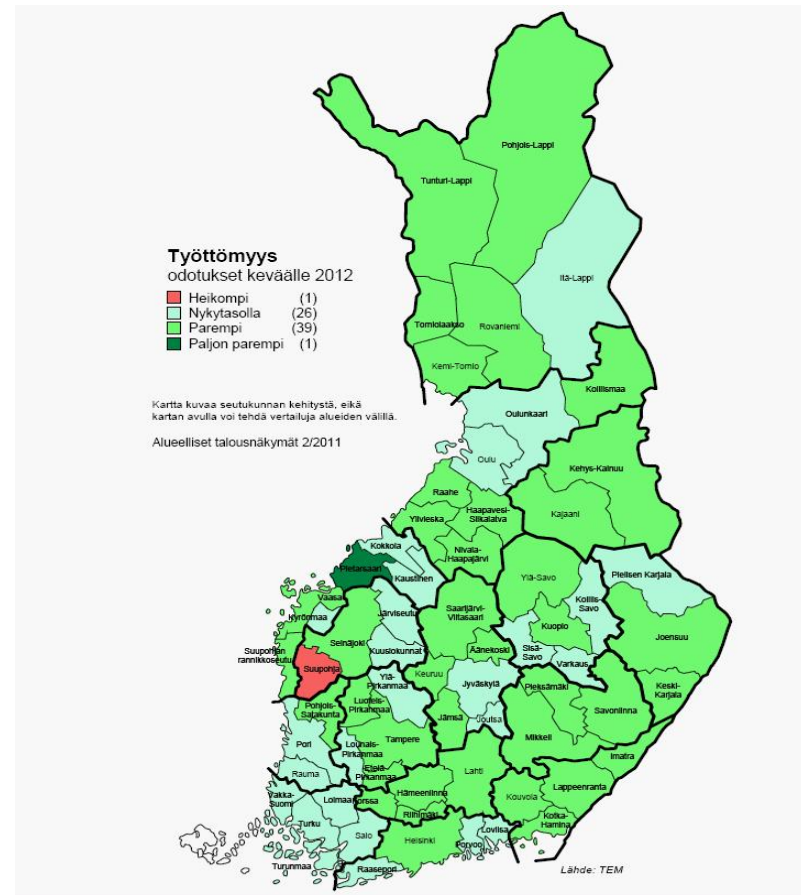 Pohjois-Lappi
Tunturi-Lappi
Itä-Lappi
Työttömyys
odotukset keväälle 2012
Heikompi (1)
Nykytasolla (26)
Parempi (39)
Paljon parempi (1)
Torniolaakso
Rovaniemi
Kemi-Tornio
Koillismaa
Kartta kuvaa seutukunnan kehitystä, eikä
kartan avulla voi tehdä vertailuja alueiden välillä.
Alueelliset talousnäkymät 2/2011
Oulunkaari
Oulu
Kehys-Kainuu
Kajaani
Raahe
Haapavesi-
Siikalatva
Ylivieska
Nivala-
Haapajärvi
Kokkola
Pietarsaari
Kaustinen
Ylä-Savo
Pielisen Karjala
Koillis-
Savo
Vaasa
Kyrönmaa
Järviseutu
Saarijärvi-
Viitasaari
Kuopio
Joensuu
Seinäjoki
Kuusiokunnat
Äänekoski
Sisä-
Savo
Varkaus
Suupohjan
rannikkoseutu
Suupohja
Ylä-
Pirkanmaa
Keuruu
Jyväskylä
Pieksämäki
Keski-
Karjala
Pohjois-
Satakunta
Luoteis-
Pirkanmaa
Jämsä
Joutsa
Savonlinna
Mikkeli
Pori
Lounais-
Pirkanmaa
Tampere
Etelä-
Pirkanmaa
Lahti
Imatra
Rauma
Lappeenranta
Vakka-
Suomi
Loimaa
Forssa
Hämeenlinna
Kouvola
Riihimäki
Kotka-
Hamina
Turku
Salo
Helsinki
Loviisa
Porvoo
Turunmaa
Raasepori
Lähde: TEM